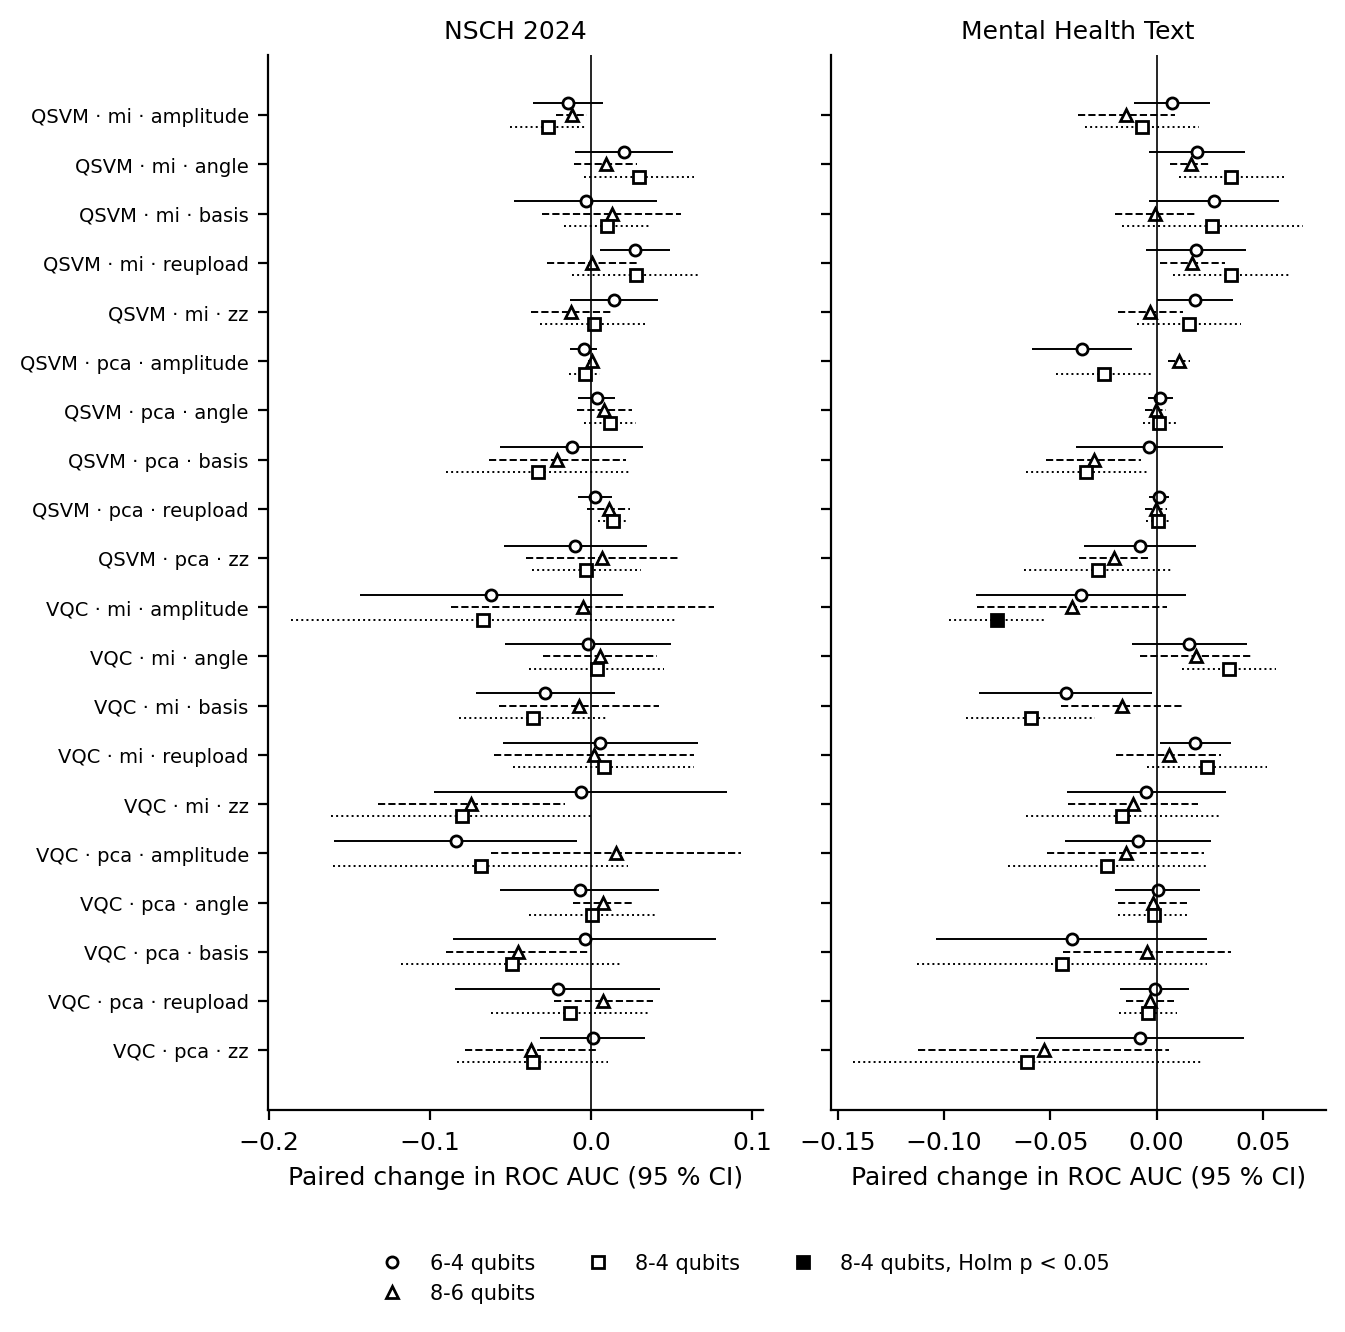 NSCH 2024
Mental Health Text
QSVM · mi · amplitude
QSVM · mi · angle
QSVM · mi · basis
QSVM · mi · reupload
QSVM · mi · zz
QSVM · pca · amplitude
QSVM · pca · angle
QSVM · pca · basis
QSVM · pca · reupload
QSVM · pca · zz
VQC · mi · amplitude
VQC · mi · angle
VQC · mi · basis
VQC · mi · reupload
VQC · mi · zz
VQC · pca · amplitude
VQC · pca · angle
VQC · pca · basis
VQC · pca · reupload
VQC · pca · zz
−0.2 −0.1 0.0 0.1
−0.15 −0.10 −0.05 0.00 0.05
Paired change in ROC AUC (95 % CI)
Paired change in ROC AUC (95 % CI)
6-4 qubits
8-6 qubits
8-4 qubits
8-4 qubits, Holm p < 0.05